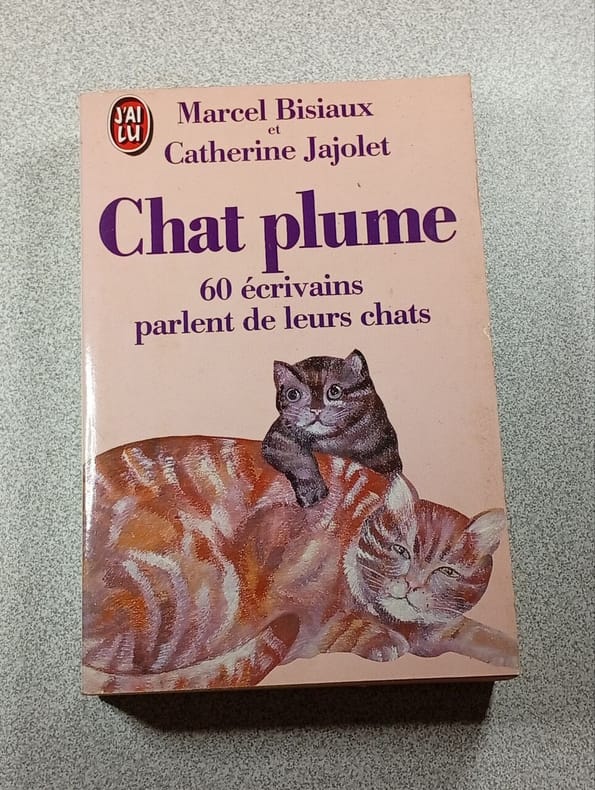 J'AI
LU
Marcel Bisiaux
et
Catherine Jajolet
Chat plume
60 écrivains
parlent de leurs chats